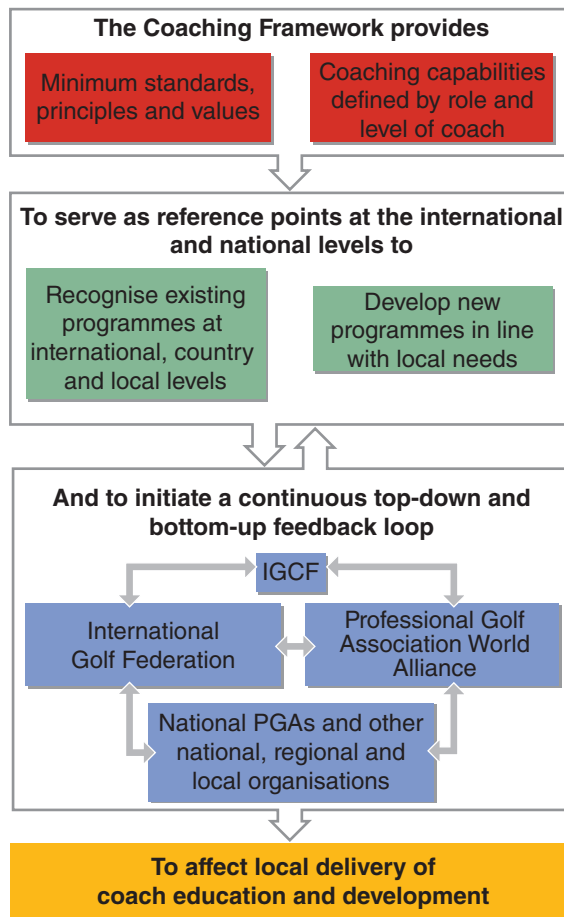 The Coaching Framework provides
Minimum standards,
principles and values
Coaching capabilities
defined by role and
level of coach
To serve as reference points at the international
and national levels to
Recognise existing
programmes at
international, country
and local levels
Develop new
programmes in line
with local needs
And to initiate a continuous top-down and
bottom-up feedback loop
IGCF
International
Golf Federation
Professional Golf
Association World
Alliance
National PGAs and other
national, regional and
local organisations
To affect local delivery of
coach education and development